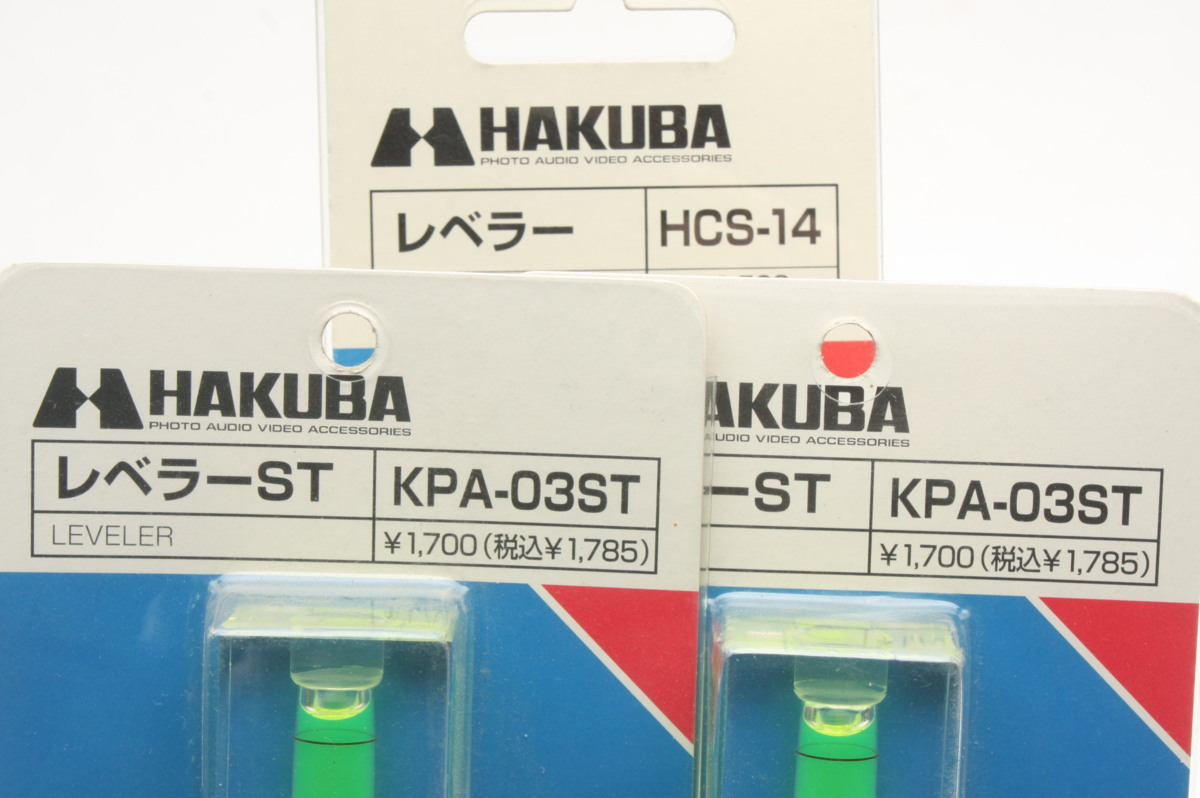 HAKUBA
PHOTO AUDIO VIDEO ACCESSORIES
レベラー HCS-14
HAKUBA
PHOTO AUDIO VIDEO ACCESSORIES
レベラーST KPA-03ST
LEVELER ¥1,700(税込¥1,785)
AKUBA
AUDIO VIDEO ACCESSORIES
ーST KPA-03ST
¥1,700(税込¥1,785)